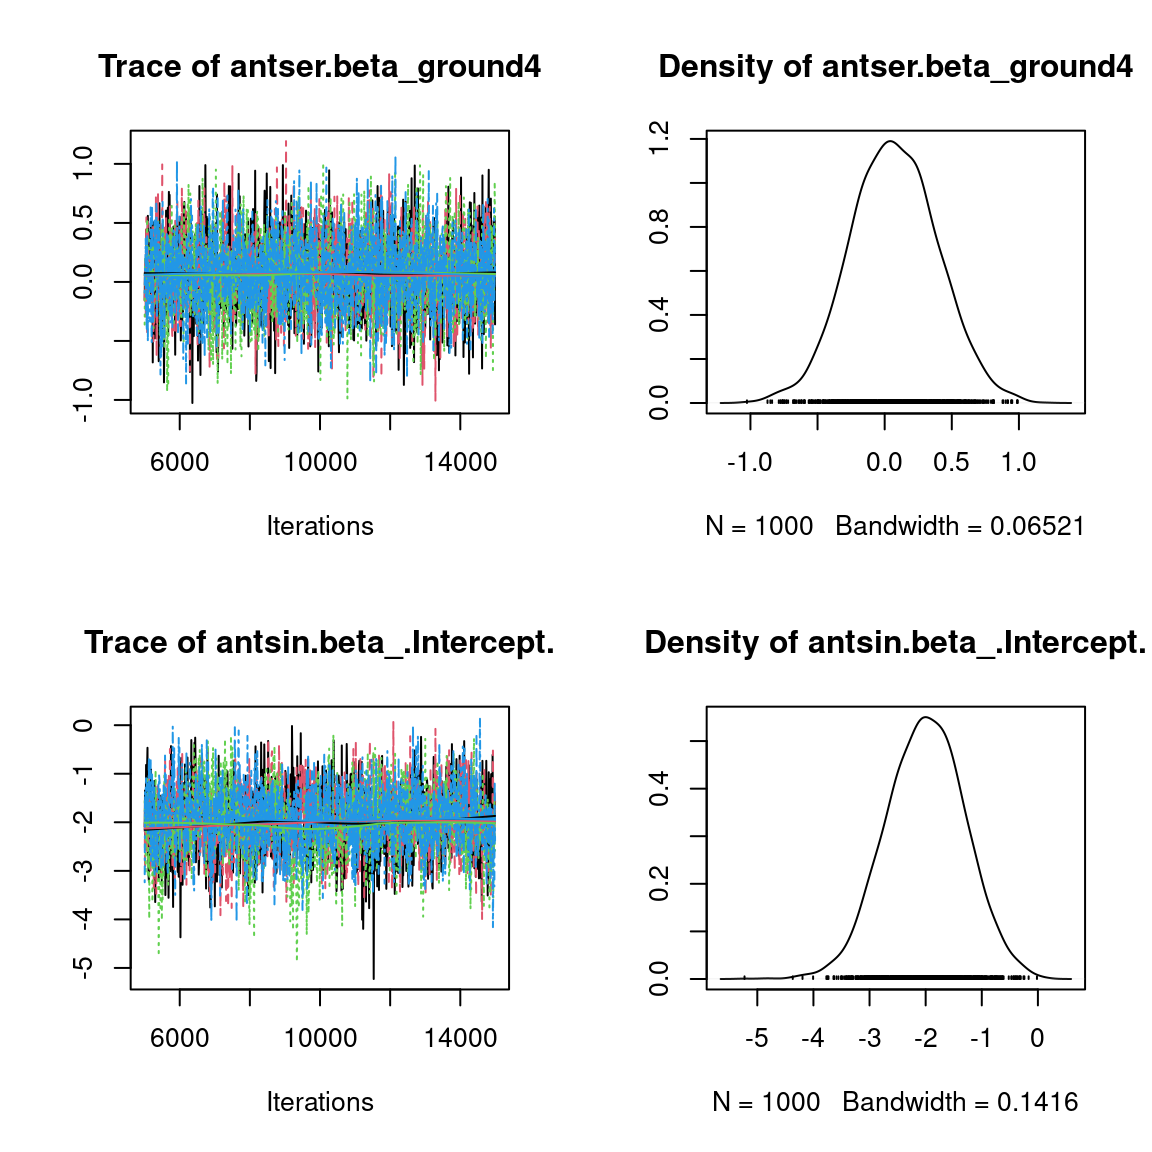 Trace of antser.beta_ground4
1.0
0.5
0.0
-1.0
6000 10000 14000
Iterations
Density of antser.beta_ground4
1.2
0.8
0.4
0.0
-1.0 0.0 0.5 1.0
N = 1000 Bandwidth = 0.06521
Trace of antsin.beta_.Intercept.
0
-1
-2
-3
-4
-5
6000 10000 14000
Iterations
Density of antsin.beta_.Intercept.
0.4
0.2
0.0
-5 -4 -3 -2 -1 0
N = 1000 Bandwidth = 0.1416